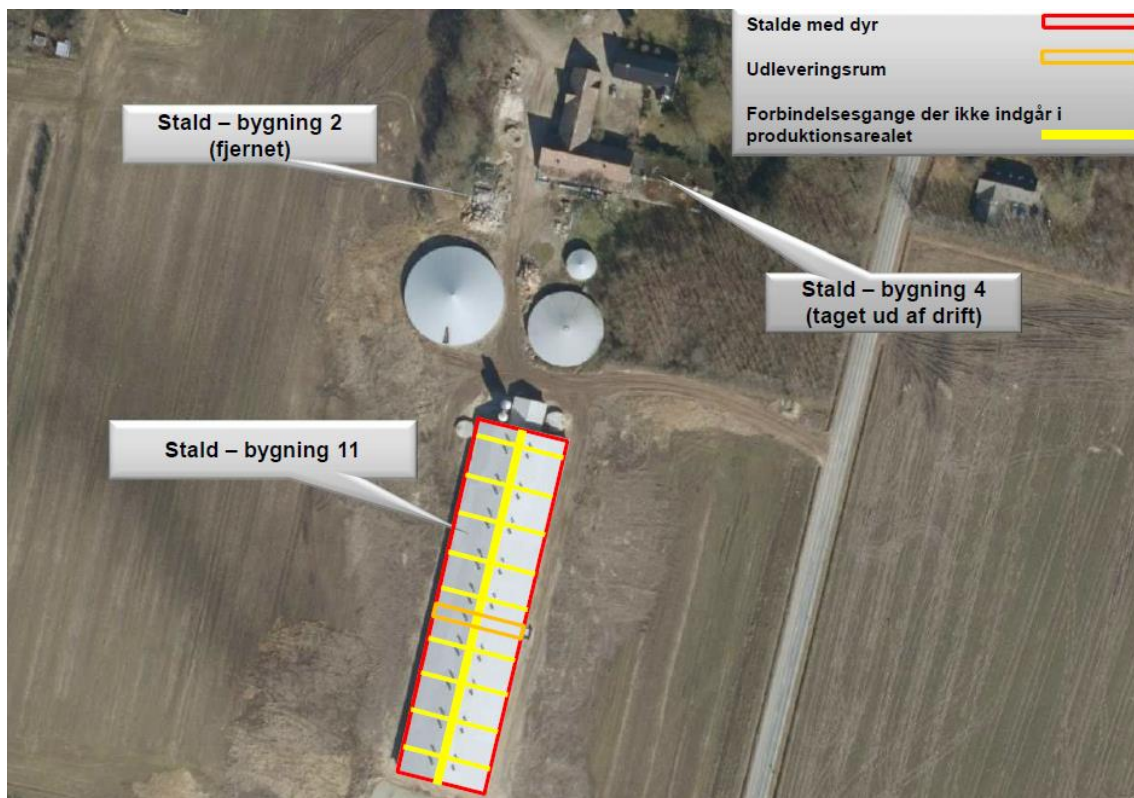 Stalde med dyr
Udleveringsrum
Forbindelsesgange der ikke indgår i
produktionsarealet
Stald – bygning 2
(fjernet)
Stald – bygning 4
(taget ud af drift)
Stald – bygning 11